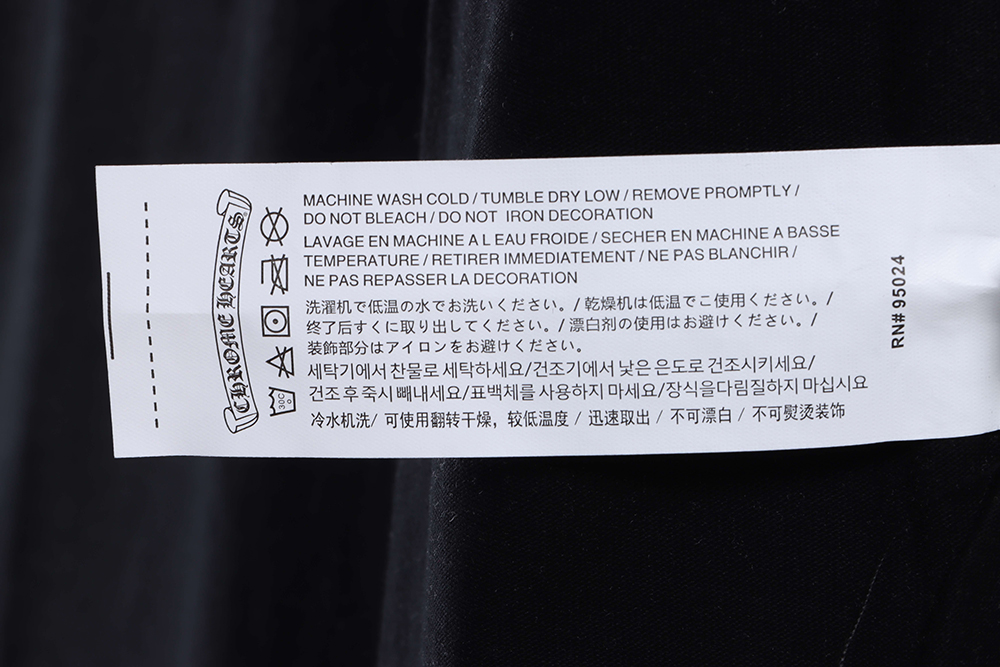 CHROME HEARTS®
MACHINE WASH COLD / TUMBLE DRY LOW / REMOVE PROMPTLY /
DO NOT BLEACH / DO NOT IRON DECORATION
LAVAGE EN MACHINE A L EAU FROIDE / SECHER EN MACHINE A BASSE
TEMPERATURE / RETIRER IMMEDIATEMENT / NE PAS BLANCHIR /
NE PAS REPASSER LA DECORATION
洗濯机で低温の水でお洗いください。/ 乾燥机は低温でご使用ください。/
终了后すぐに取り出してください。/ 漂白剤の使用はお避けください。/
装飾部分はアイロンをお避けください。
세탁기에서 찬물로 세탁하세요/건조기에서 낮은 온도로 건조시키세요/
건조 후 즉시 빼내세요/표백체를 사용하지 마세요/장식을다림질하지 마십시요
冷水机洗/ 可使用翻转干燥，较低温度 / 迅速取出 / 不可漂白 / 不可熨烫装饰
30C
RN# 95024